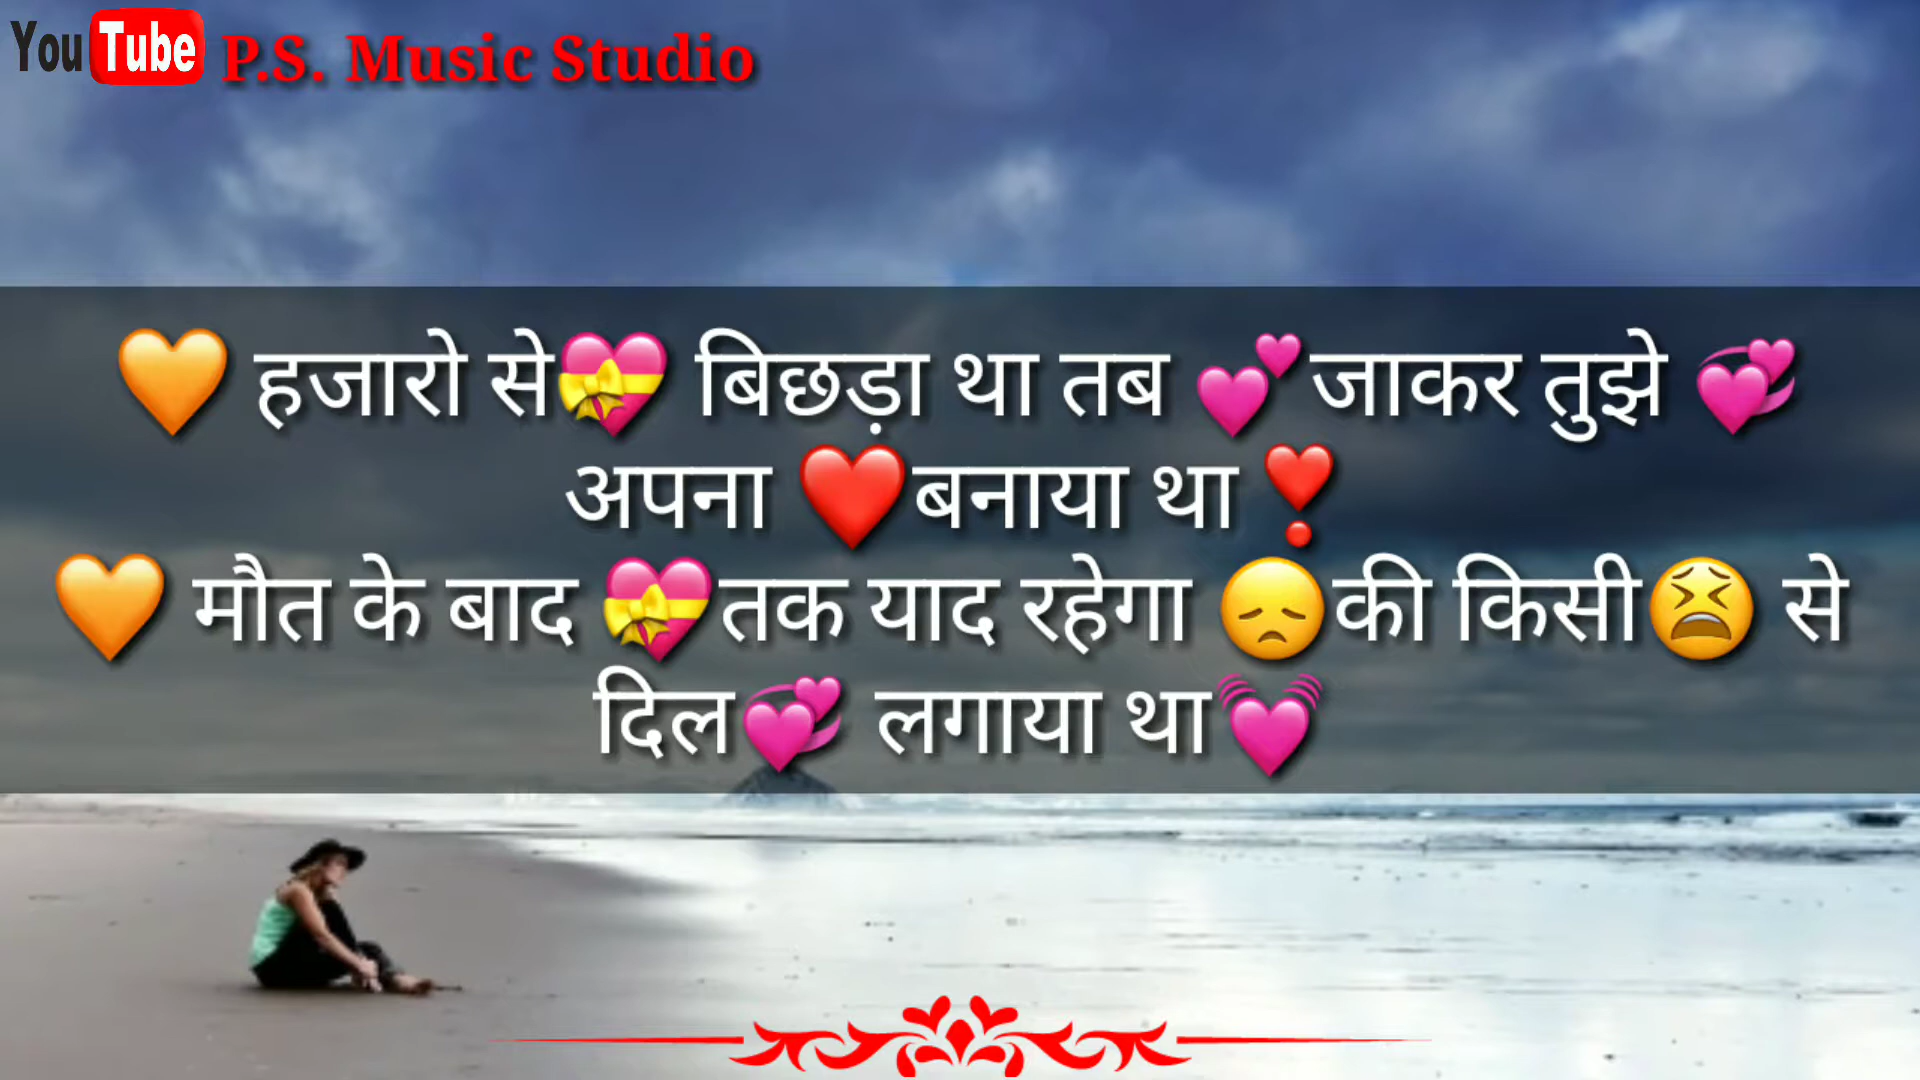 YouTube P.S. Music Studio
🧡 हजारो से💝 बिछड़ा था तब 💕जाकर तुझे 💞
अपना ❤️बनाया था ❣️
🧡 मौत के बाद 💝तक याद रहेगा 😞की किसी😫 से
दिल💞 लगाया था💓